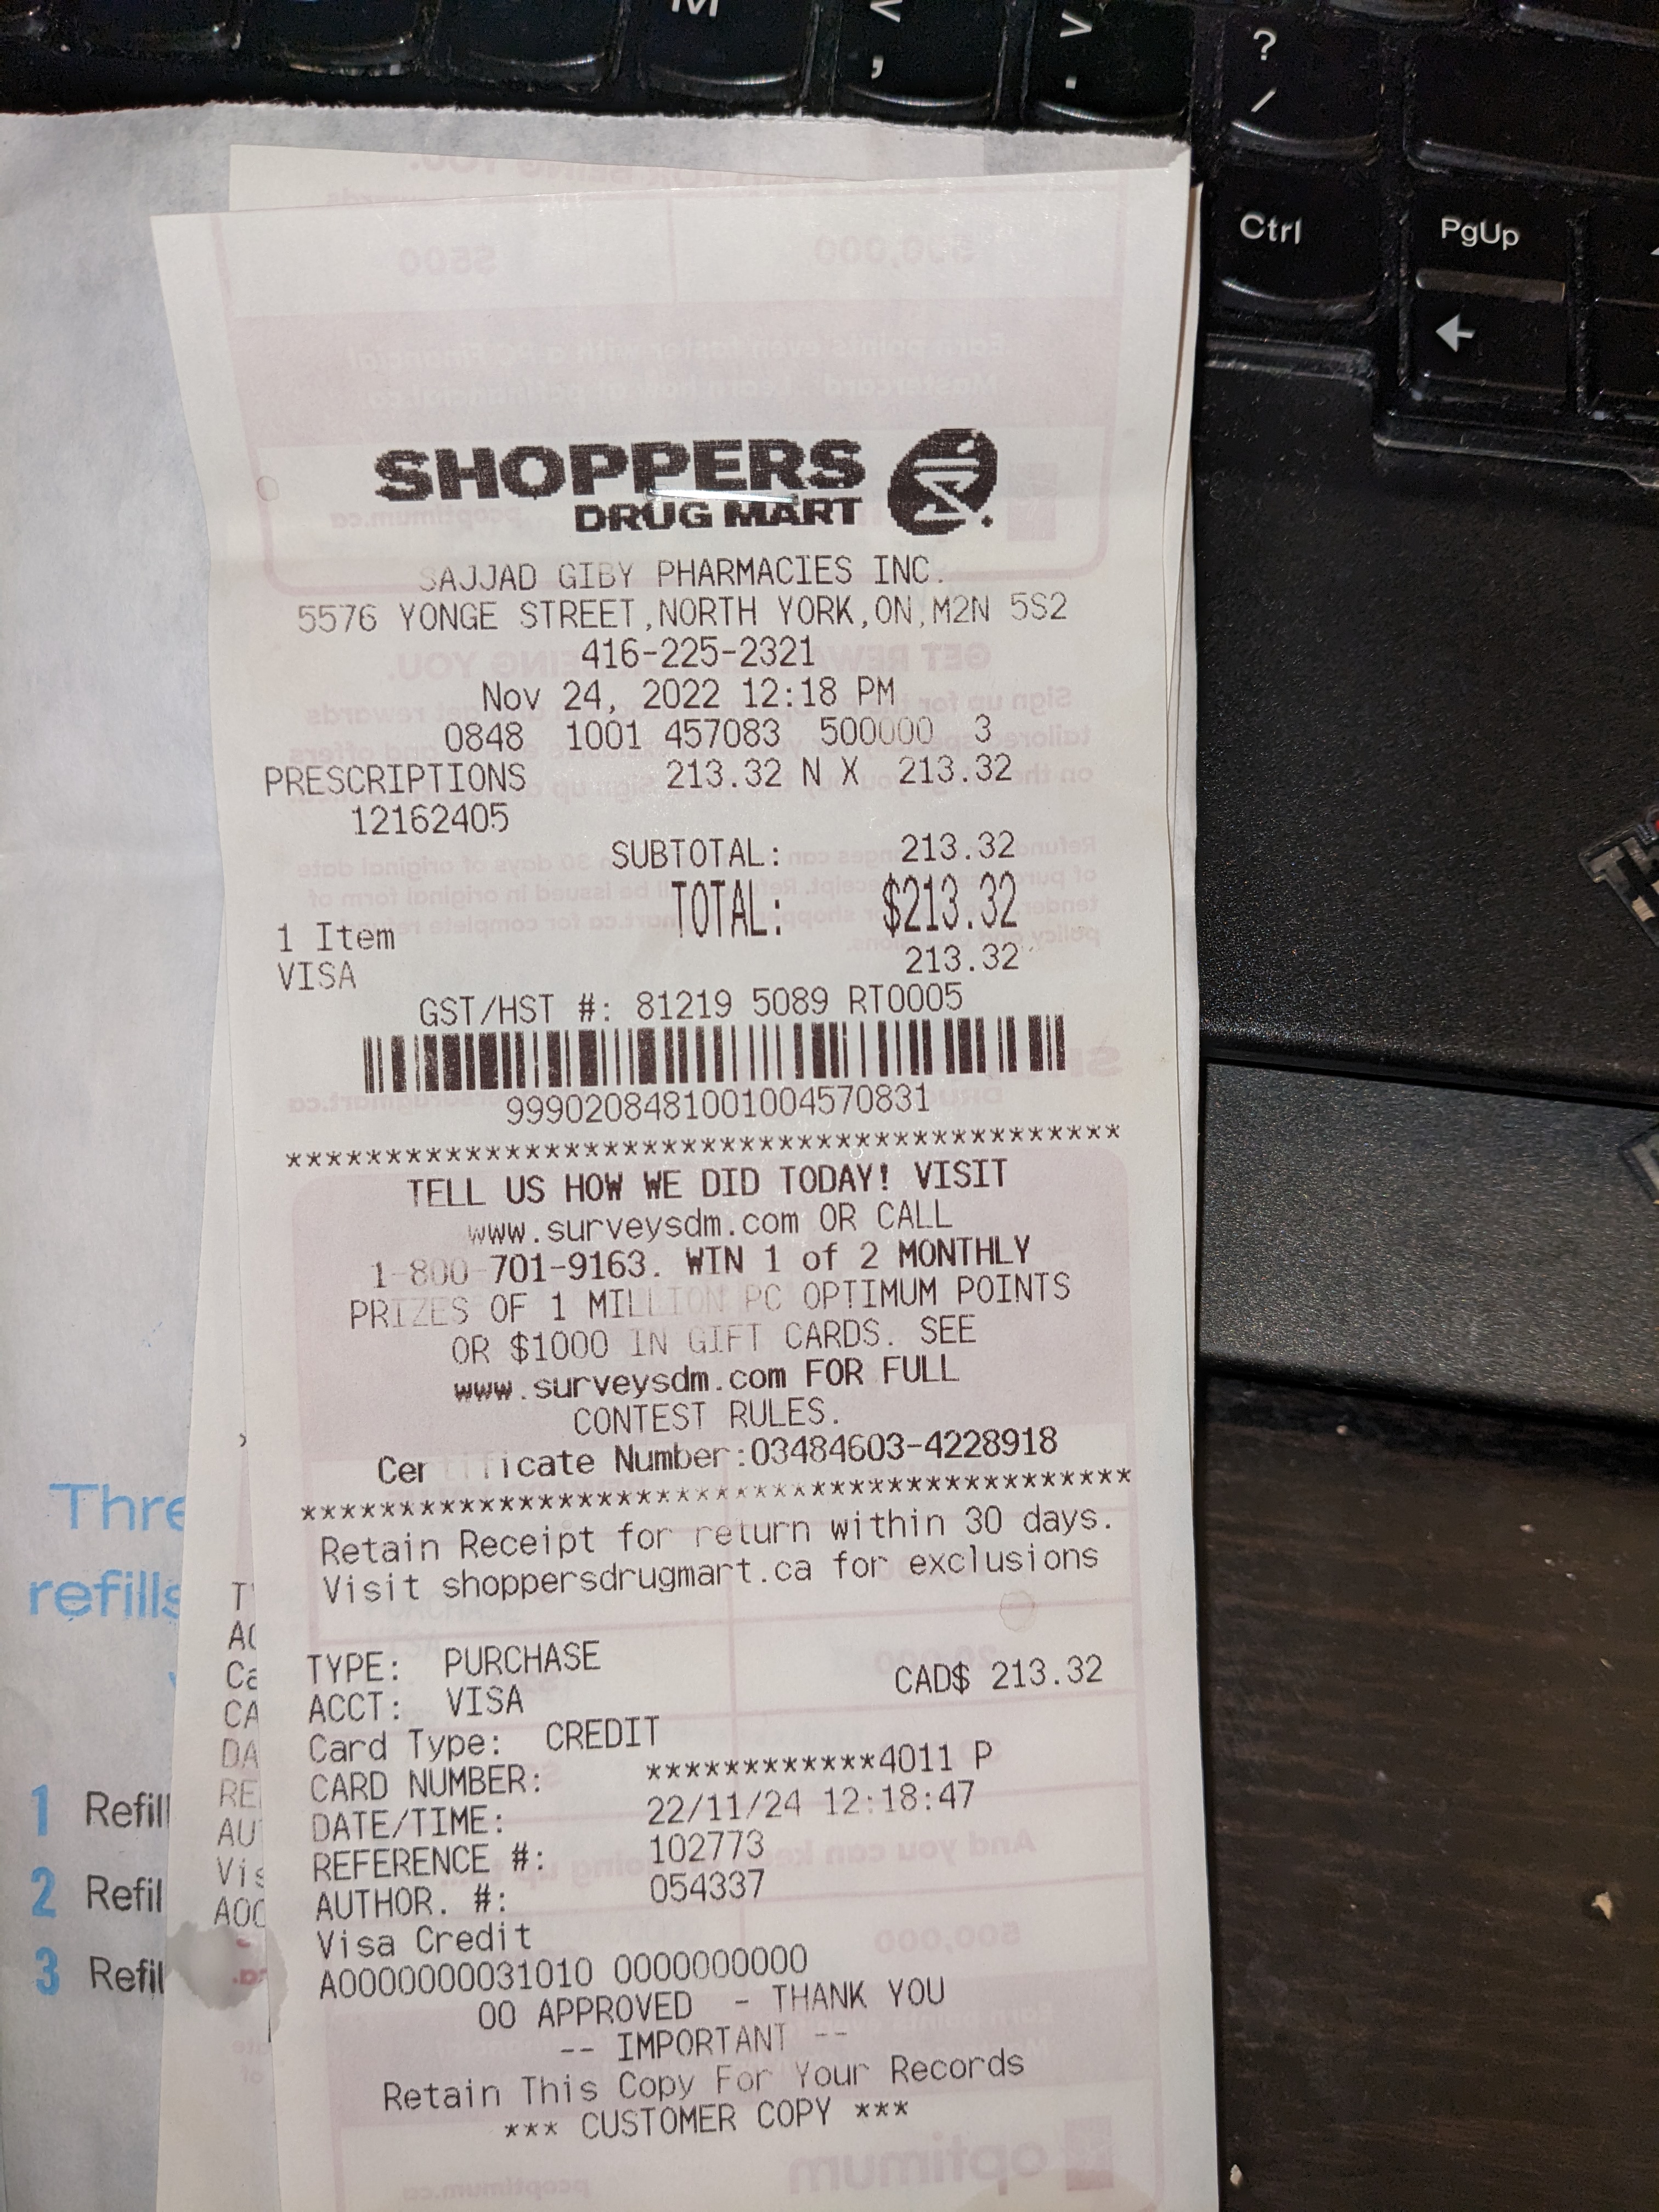 M
<
,
>
.
?
/
Ctrl
PgUp
SHOPPERS
DRUG MART
SAJJAD GIBY PHARMACIES INC.
5576 YONGE STREET,NORTH YORK,ON,M2N 5S2
416-225-2321
Nov 24, 2022 12:18 PM
0848 1001 457083 500000 3
PRESCRIPTIONS 213.32 N X 213.32
12162405
SUBTOTAL: 213.32
TOTAL: $213.32
1 Item
VISA 213.32
GST/HST #: 81219 5089 RT0005
9990208481001004570831
************************************
TELL US HOW WE DID TODAY! VISIT
www.surveysdm.com OR CALL
1-800-701-9163. WIN 1 of 2 MONTHLY
PRIZES OF 1 MILLION PC OPTIMUM POINTS
OR $1000 IN GIFT CARDS. SEE
www.surveysdm.com FOR FULL
CONTEST RULES.
Certificate Number:03484603-4228918
************************************
Retain Receipt for return within 30 days.
Visit shoppersdrugmart.ca for exclusions
TYPE: PURCHASE
ACCT: VISA CAD$ 213.32
Card Type: CREDIT
CARD NUMBER: ************4011 P
DATE/TIME: 22/11/24 12:18:47
REFERENCE #: 102773
AUTHOR. #: 054337
Visa Credit
A0000000031010 0000000000
00 APPROVED - THANK YOU
-- IMPORTANT --
Retain This Copy For Your Records
*** CUSTOMER COPY ***
Thre
refills
1 Refill
2 Refil
3 Refil